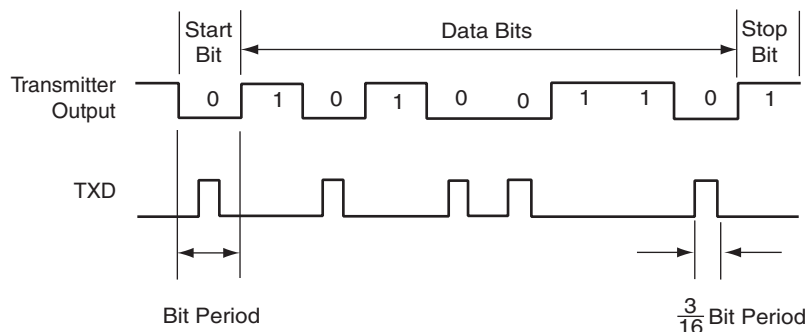 Start Bit
Data Bits
Stop Bit
Transmitter Output
0 1 0 1 0 0 1 1 0 1
TXD
Bit Period
3/16 Bit Period